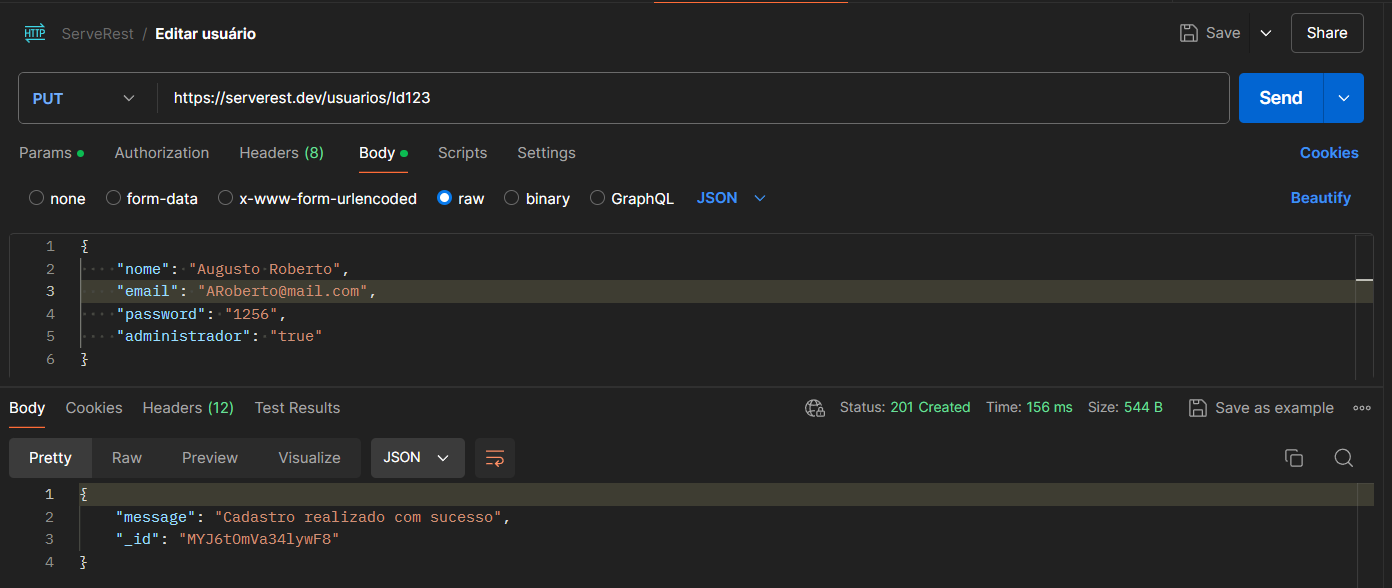 HTTP ServeRest / Editar usuário Save Share
PUT https://serverest.dev/usuarios/Id123 Send
Params Authorization Headers (8) Body Scripts Settings Cookies
none form-data x-www-form-urlencoded raw binary GraphQL JSON Beautify
1 {
2 "nome": "Augusto Roberto",
3 "email": "ARoberto@mail.com",
4 "password": "1256",
5 "administrador": "true"
6 }
Body Cookies Headers (12) Test Results Status: 201 Created Time: 156 ms Size: 544 B Save as example
Pretty Raw Preview Visualize JSON
1 {
2 "message": "Cadastro realizado com sucesso",
3 "_id": "MYJ6tOmVa34lywF8"
4 }